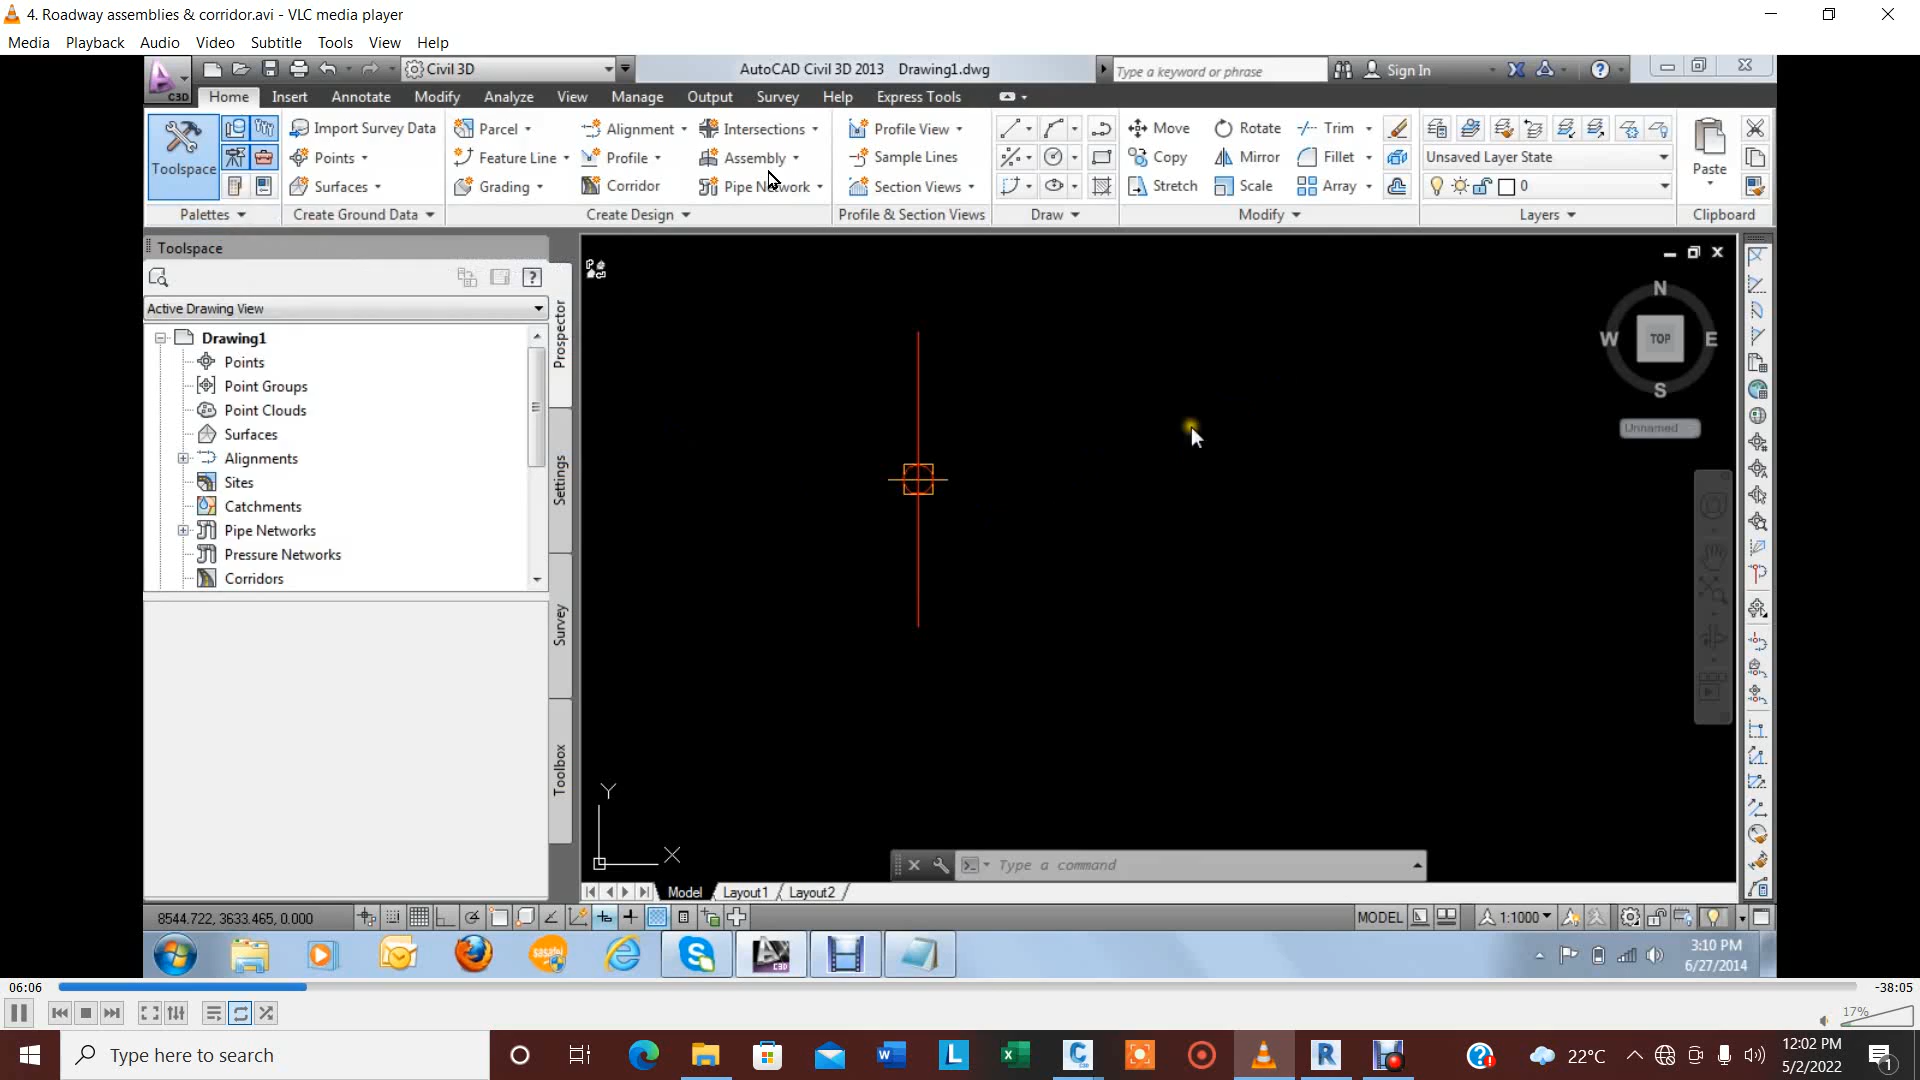 4. Roadway assemblies & corridor.avi - VLC media player
Media Playback Audio Video Subtitle Tools View Help
C3D Civil 3D AutoCAD Civil 3D 2013 Drawing1.dwg Type a keyword or phrase Sign In
Home Insert Annotate Modify Analyze View Manage Output Survey Help Express Tools
Toolspace Import Survey Data Parcel Alignment Intersections Profile View Move Rotate Trim Paste
Points Feature Line Profile Assembly Sample Lines Copy Mirror Fillet Unsaved Layer State
Surfaces Grading Corridor Pipe Network Section Views Stretch Scale Array 0
Palettes Create Ground Data Create Design Profile & Section Views Draw Modify Layers Clipboard
Toolspace
Active Drawing View
Drawing1
Points
Point Groups
Point Clouds
Surfaces
Alignments
Sites
Catchments
Pipe Networks
Pressure Networks
Corridors
Prospector
Settings
Survey
Toolbox
N
W TOP E
S
Unnamed
Y
X
Type a command
Model Layout1 Layout2
8544.722, 3633.465, 0.000 MODEL 1:1000
3:10 PM
6/27/2014
06:06 -38:05
17%
Type here to search 22°C 12:02 PM
5/2/2022